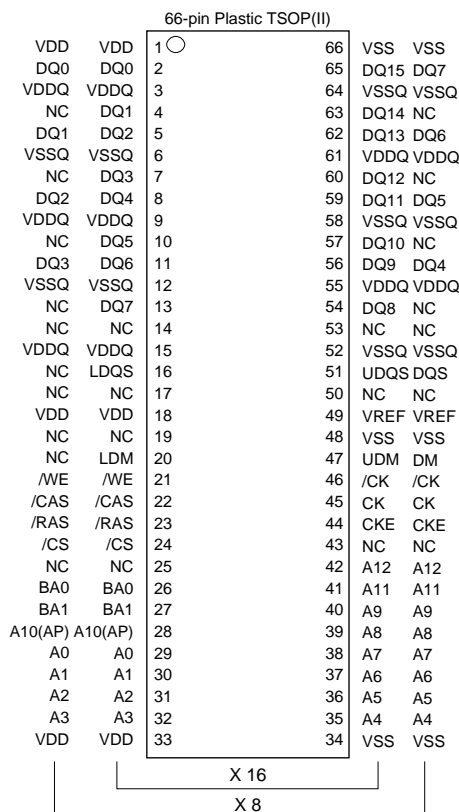 66-pin Plastic TSOP(II)
VDD VDD 1 66 VSS VSS
DQ0 DQ0 2 65 DQ15 DQ7
VDDQ VDDQ 3 64 VSSQ VSSQ
NC DQ1 4 63 DQ14 NC
DQ1 DQ2 5 62 DQ13 DQ6
VSSQ VSSQ 6 61 VDDQ VDDQ
NC DQ3 7 60 DQ12 NC
DQ2 DQ4 8 59 DQ11 DQ5
VDDQ VDDQ 9 58 VSSQ VSSQ
NC DQ5 10 57 DQ10 NC
DQ3 DQ6 11 56 DQ9 DQ4
VSSQ VSSQ 12 55 VDDQ VDDQ
NC DQ7 13 54 DQ8 NC
NC NC 14 53 NC NC
VDDQ VDDQ 15 52 VSSQ VSSQ
NC LDQS 16 51 UDQS DQS
NC NC 17 50 NC NC
VDD VDD 18 49 VREF VREF
NC NC 19 48 VSS VSS
NC LDM 20 47 UDM DM
/WE /WE 21 46 /CK /CK
/CAS /CAS 22 45 CK CK
/RAS /RAS 23 44 CKE CKE
/CS /CS 24 43 NC NC
NC NC 25 42 A12 A12
BA0 BA0 26 41 A11 A11
BA1 BA1 27 40 A9 A9
A10(AP) A10(AP) 28 39 A8 A8
A0 A0 29 38 A7 A7
A1 A1 30 37 A6 A6
A2 A2 31 36 A5 A5
A3 A3 32 35 A4 A4
VDD VDD 33 34 VSS VSS
X 16
X 8